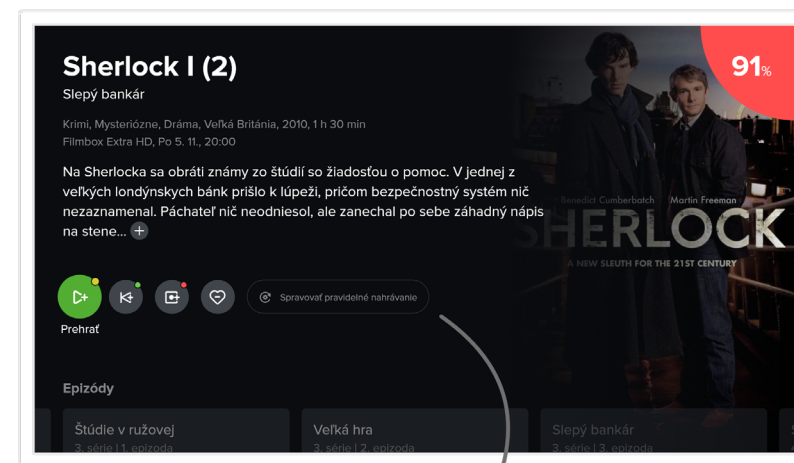 Sherlock I (2)
91%
Slepý bankár
Krimi, Mysteriózne, Dráma, Veľká Británia, 2010, 1 h 30 min
Filmbox Extra HD, Po 5. 11., 20:00
Na Sherlocka sa obráti známy zo štúdií so žiadosťou o pomoc. V jednej z
veľkých londýnskych bánk prišlo k lúpeži, pričom bezpečnostný systém nič
nezaznamenal. Páchateľ nič neodniesol, ale zanechal po sebe záhadný nápis
na stene...
Benedict Cumberbatch Martin Freeman
SHERLOCK
A NEW SLEUTH FOR THE 21ST CENTURY
Spravovať pravidelné nahrávanie
Prehrať
Epizódy
Štúdie v ružovej
3. série | 1. epizoda
Veľká hra
3. série | 2. epizoda
Slepý bankár
3. série | 3. epizoda